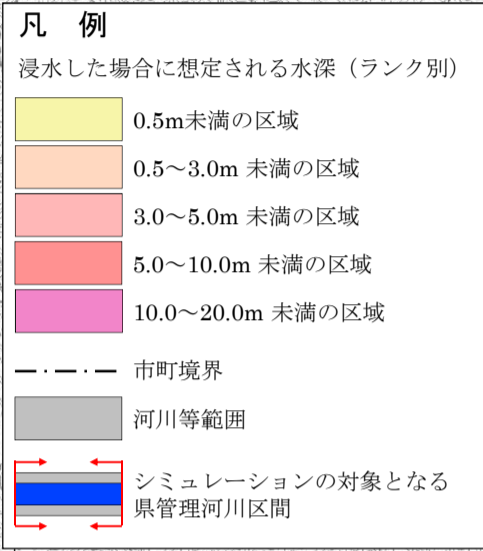 凡　例
浸水した場合に想定される水深（ランク別）
0.5m未満の区域
0.5～3.0m 未満の区域
3.0～5.0m 未満の区域
5.0～10.0m 未満の区域
10.0～20.0m 未満の区域
市町境界
河川等範囲
シミュレーションの対象となる
県管理河川区間